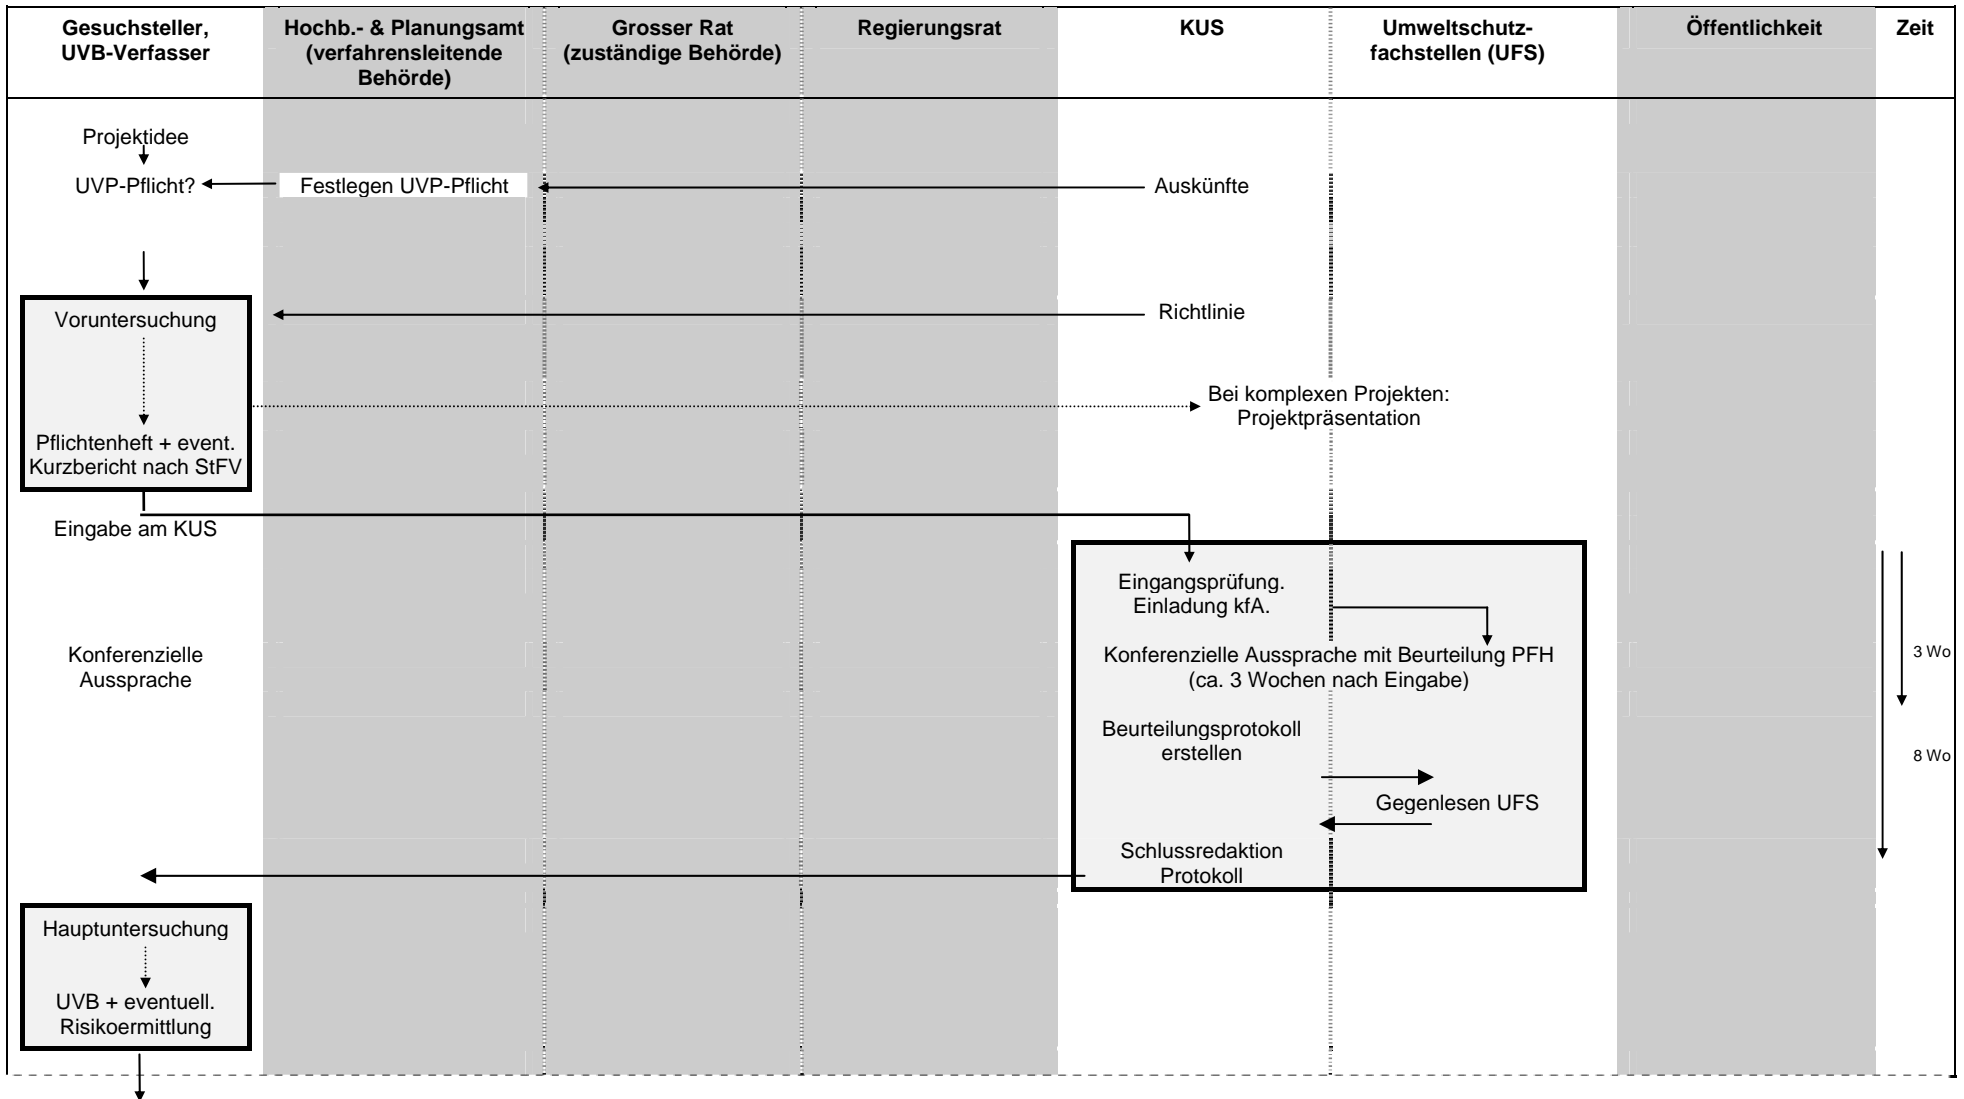 Gesuchsteller,
UVB-Verfasser
Hochb.- & Planungsamt
(verfahrensleitende
Behörde)
Grosser Rat
(zuständige Behörde)
Regierungsrat
KUS
Umweltschutz-
fachstellen (UFS)
Öffentlichkeit
Zeit
Projektidee
UVP-Pflicht?
Festlegen UVP-Pflicht
Auskünfte
Voruntersuchung
Richtlinie
Bei komplexen Projekten:
Projektpräsentation
Pflichtenheft + event.
Kurzbericht nach StFV
Eingabe am KUS
Eingangsprüfung.
Einladung kfA.
Konferenzielle
Aussprache
Konferenzielle Aussprache mit Beurteilung PFH
(ca. 3 Wochen nach Eingabe)
3 Wo
Beurteilungsprotokoll
erstellen
8 Wo
Gegenlesen UFS
Schlussredaktion
Protokoll
Hauptuntersuchung
UVB + eventuell.
Risikoermittlung